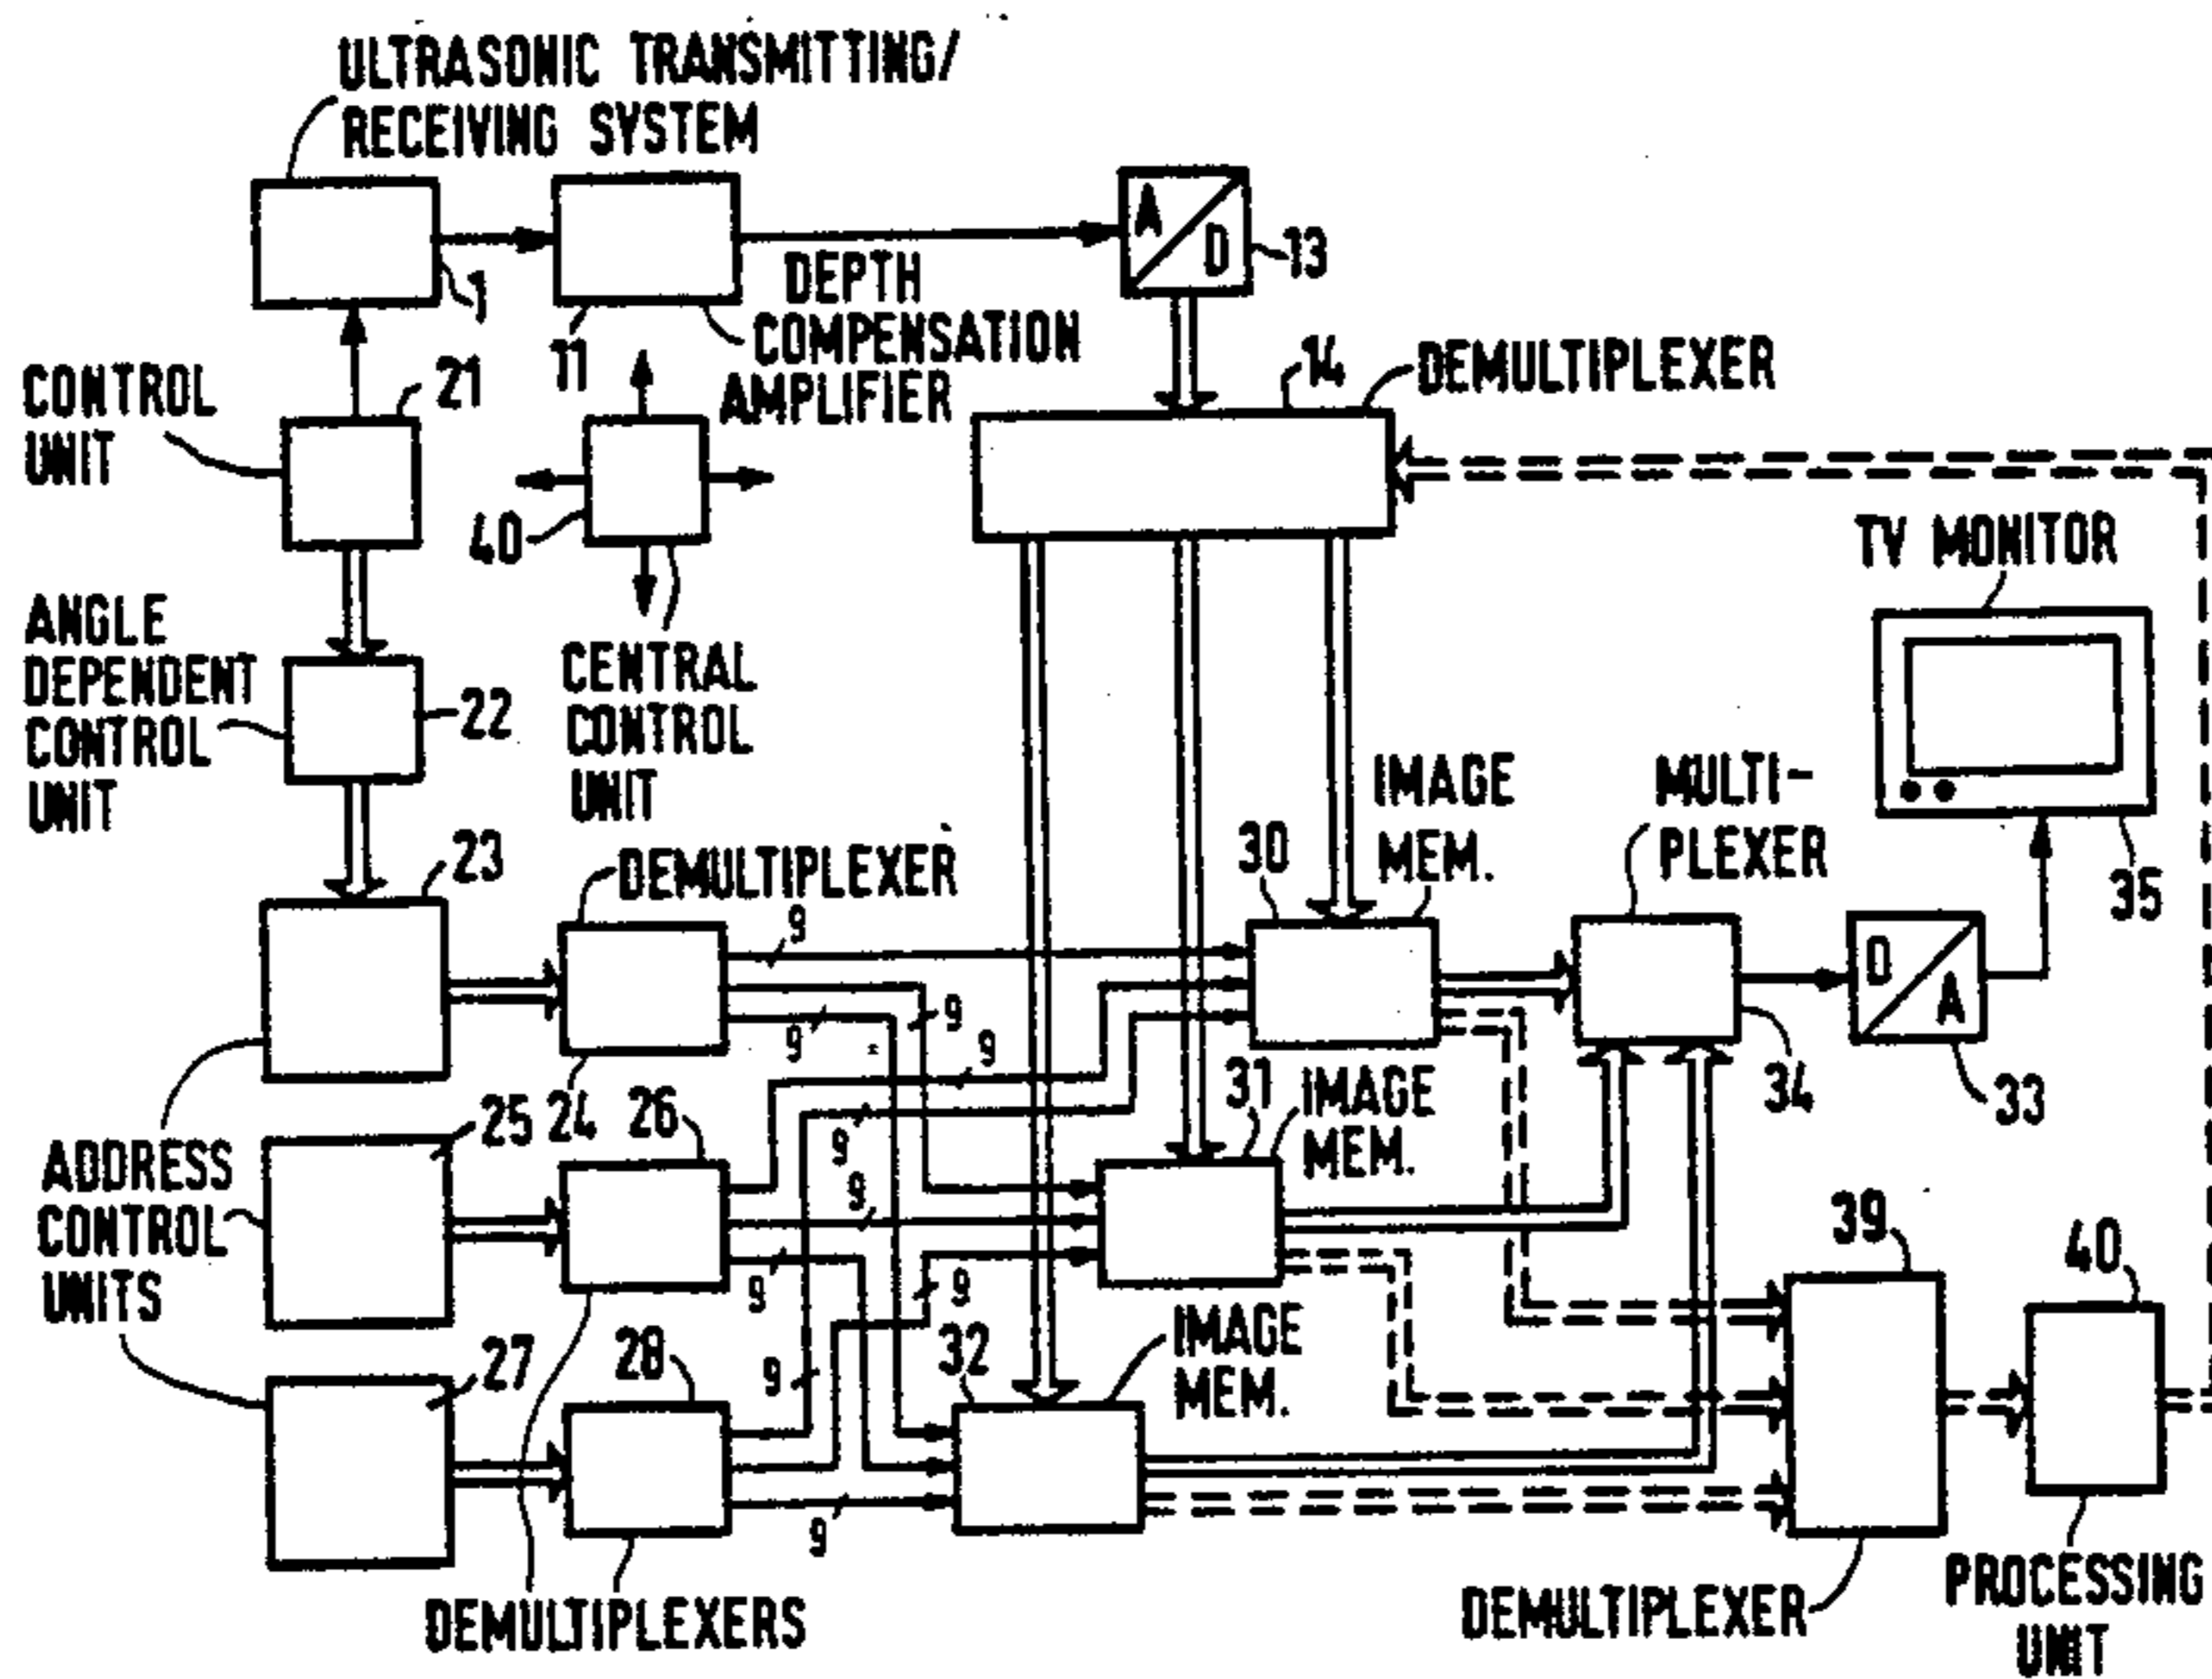 ULTRASONIC TRANSMITTING/
RECEIVING SYSTEM
1
11
DEPTH
COMPENSATION
AMPLIFIER
A
D
13
CONTROL
UNIT
21
40
CENTRAL
CONTROL
UNIT
14
DEMULTIPLEXER
TV MONITOR
35
ANGLE
DEPENDENT
CONTROL
UNIT
22
23
DEMULTIPLEXER
24
9
9
9
9
9
30
IMAGE
MEM.
MULTI-
PLEXER
34
D
A
33
ADDRESS
CONTROL
UNITS
25
26
9
9
9
31
IMAGE
MEM.
27
28
9
9
32
IMAGE
MEM.
39
40
DEMULTIPLEXERS
DEMULTIPLEXER
PROCESSING
UNIT